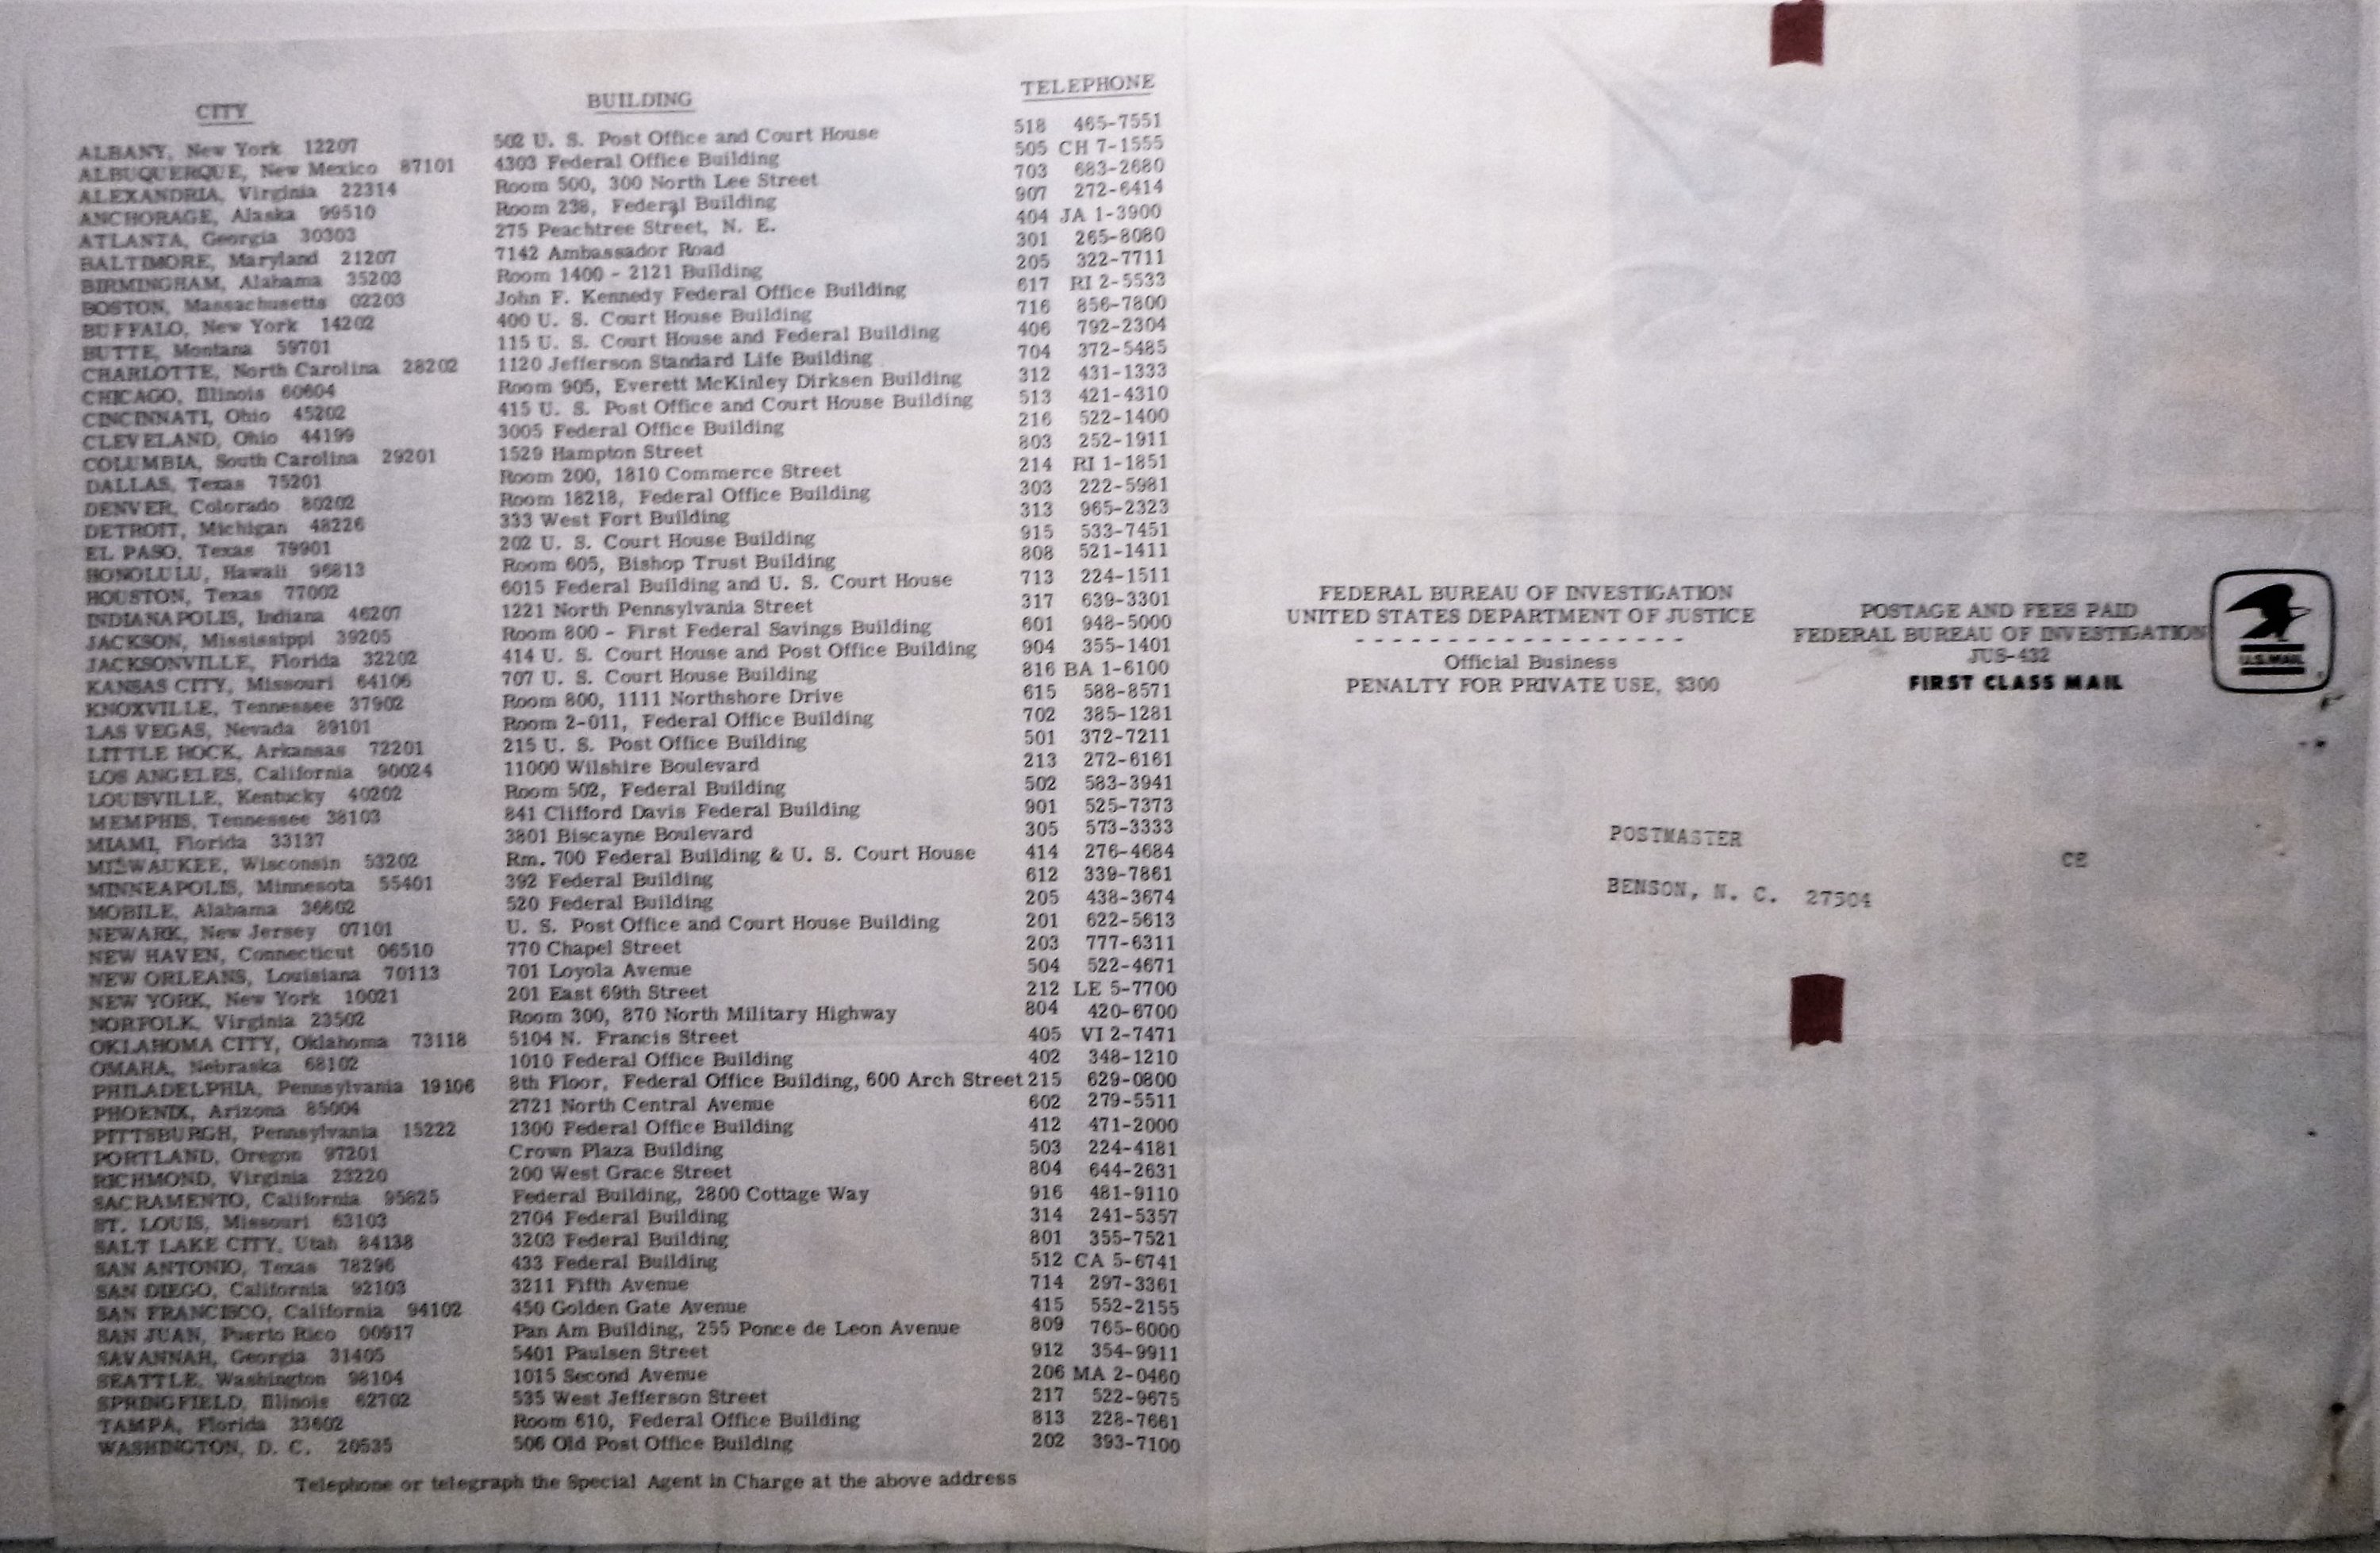 CITY BUILDING TELEPHONE
ALBANY, New York 12207 502 U. S. Post Office and Court House 518 465-7551
ALBUQUERQUE, New Mexico 87101 4303 Federal Office Building 505 CH 7-1555
ALEXANDRIA, Virginia 22314 Room 500, 300 North Lee Street 703 683-2680
ANCHORAGE, Alaska 99510 Room 238, Federal Building 907 272-6414
ATLANTA, Georgia 30303 275 Peachtree Street, N. E. 404 JA 1-3900
BALTIMORE, Maryland 21207 7142 Ambassador Road 301 265-8080
BIRMINGHAM, Alabama 35203 Room 1400 - 2121 Building 205 322-7711
BOSTON, Massachusetts 02203 John F. Kennedy Federal Office Building 617 RI 2-5533
BUFFALO, New York 14202 400 U. S. Court House Building 716 856-7800
BUTTE, Montana 59701 115 U. S. Court House and Federal Building 406 792-2304
CHARLOTTE, North Carolina 28202 1120 Jefferson Standard Life Building 704 372-5485
CHICAGO, Illinois 60604 Room 905, Everett McKinley Dirksen Building 312 431-1333
CINCINNATI, Ohio 45202 415 U. S. Post Office and Court House Building 513 421-4310
CLEVELAND, Ohio 44199 3005 Federal Office Building 216 522-1400
COLUMBIA, South Carolina 29201 1529 Hampton Street 803 252-1911
DALLAS, Texas 75201 Room 200, 1810 Commerce Street 214 RI 1-1851
DENVER, Colorado 80202 Room 18218, Federal Office Building 303 222-5981
DETROIT, Michigan 48226 333 West Fort Building 313 965-2323
EL PASO, Texas 79901 202 U. S. Court House Building 915 533-7451
HONOLULU, Hawaii 96813 Room 605, Bishop Trust Building 808 521-1411
HOUSTON, Texas 77002 6015 Federal Building and U. S. Court House 713 224-1511
INDIANAPOLIS, Indiana 46207 1221 North Pennsylvania Street 317 639-3301
JACKSON, Mississippi 39205 Room 800 - First Federal Savings Building 601 948-5000
JACKSONVILLE, Florida 32202 414 U. S. Court House and Post Office Building 904 355-1401
KANSAS CITY, Missouri 64106 707 U. S. Court House Building 816 BA 1-6100
KNOXVILLE, Tennessee 37902 Room 800, 1111 Northshore Drive 615 588-8571
LAS VEGAS, Nevada 89101 Room 2-011, Federal Office Building 702 385-1281
LITTLE ROCK, Arkansas 72201 215 U. S. Post Office Building 501 372-7211
LOS ANGELES, California 90024 11000 Wilshire Boulevard 213 272-6161
LOUISVILLE, Kentucky 40202 Room 502, Federal Building 502 583-3941
MEMPHIS, Tennessee 38103 841 Clifford Davis Federal Building 901 525-7373
MIAMI, Florida 33137 3801 Biscayne Boulevard 305 573-3333
MILWAUKEE, Wisconsin 53202 Rm. 700 Federal Building & U. S. Court House 414 276-4684
MINNEAPOLIS, Minnesota 55401 392 Federal Building 612 339-7861
MOBILE, Alabama 36602 520 Federal Building 205 438-3674
NEWARK, New Jersey 07101 U. S. Post Office and Court House Building 201 622-5613
NEW HAVEN, Connecticut 06510 770 Chapel Street 203 777-6311
NEW ORLEANS, Louisiana 70113 701 Loyola Avenue 504 522-4671
NEW YORK, New York 10021 201 East 69th Street 212 LE 5-7700
NORFOLK, Virginia 23502 Room 300, 870 North Military Highway 804 420-6700
OKLAHOMA CITY, Oklahoma 73118 5104 N. Francis Street 405 VI 2-7471
OMAHA, Nebraska 68102 1010 Federal Office Building 402 348-1210
PHILADELPHIA, Pennsylvania 19106 8th Floor, Federal Office Building, 600 Arch Street 215 629-0800
PHOENIX, Arizona 85004 2721 North Central Avenue 602 279-5511
PITTSBURGH, Pennsylvania 15222 1300 Federal Office Building 412 471-2000
PORTLAND, Oregon 97201 Crown Plaza Building 503 224-4181
RICHMOND, Virginia 23220 200 West Grace Street 804 644-2631
SACRAMENTO, California 95825 Federal Building, 2800 Cottage Way 916 481-9110
ST. LOUIS, Missouri 63103 2704 Federal Building 314 241-5357
SALT LAKE CITY, Utah 84138 3203 Federal Building 801 355-7521
SAN ANTONIO, Texas 78296 433 Federal Building 512 CA 5-6741
SAN DIEGO, California 92103 3211 Fifth Avenue 714 297-3361
SAN FRANCISCO, California 94102 450 Golden Gate Avenue 415 552-2155
SAN JUAN, Puerto Rico 00917 Pan Am Building, 255 Ponce de Leon Avenue 809 765-6000
SAVANNAH, Georgia 31405 5401 Paulsen Street 912 354-9911
SEATTLE, Washington 98104 1015 Second Avenue 206 MA 2-0460
SPRINGFIELD, Illinois 62702 535 West Jefferson Street 217 522-9675
TAMPA, Florida 33602 Room 610, Federal Office Building 813 228-7661
WASHINGTON, D. C. 20535 506 Old Post Office Building 202 393-7100
Telephone or telegraph the Special Agent in Charge at the above address
FEDERAL BUREAU OF INVESTIGATION
UNITED STATES DEPARTMENT OF JUSTICE
- - - - - - - - - - - - - - - - - -
Official Business
PENALTY FOR PRIVATE USE, $300
POSTAGE AND FEES PAID
FEDERAL BUREAU OF INVESTIGATION
JUS-432
FIRST CLASS MAIL
U.S.MAIL
POSTMASTER
CE
BENSON, N. C. 27504